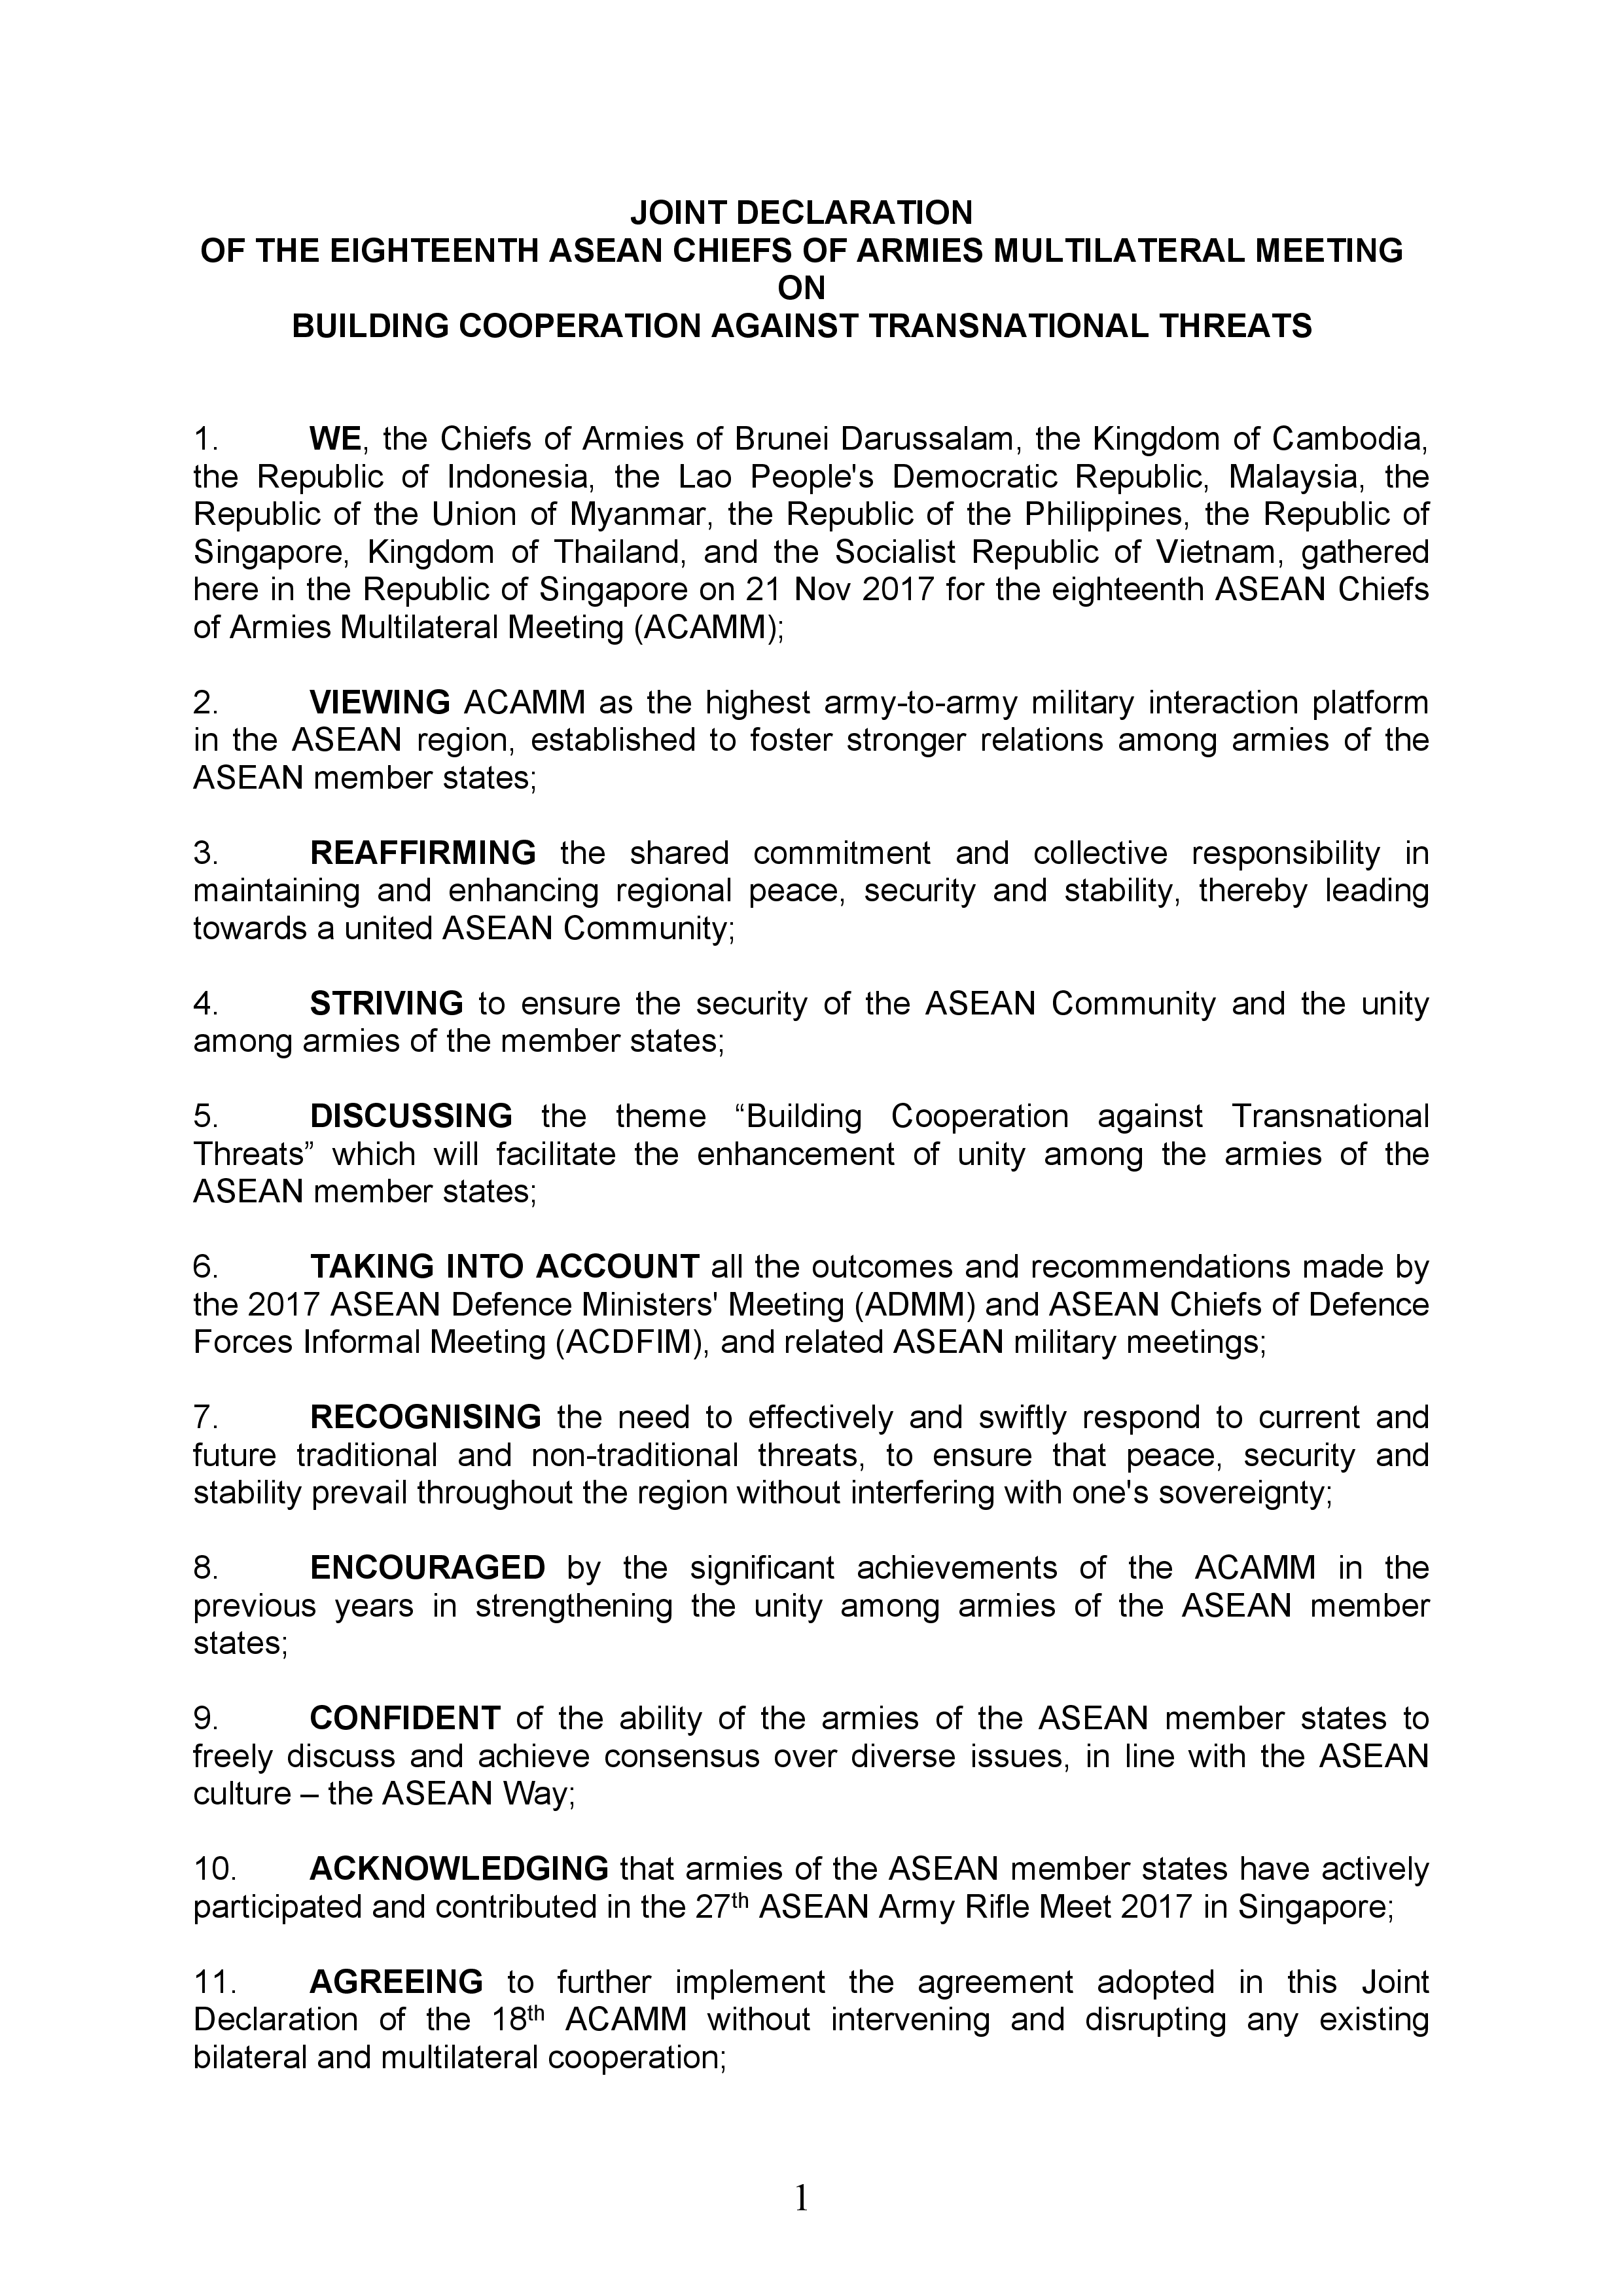 JOINT DECLARATION
OF THE EIGHTEENTH ASEAN CHIEFS OF ARMIES MULTILATERAL MEETING
ON
BUILDING COOPERATION AGAINST TRANSNATIONAL THREATS
1. WE, the Chiefs of Armies of Brunei Darussalam, the Kingdom of Cambodia,
the Republic of Indonesia, the Lao People's Democratic Republic, Malaysia, the
Republic of the Union of Myanmar, the Republic of the Philippines, the Republic of
Singapore, Kingdom of Thailand, and the Socialist Republic of Vietnam, gathered
here in the Republic of Singapore on 21 Nov 2017 for the eighteenth ASEAN Chiefs
of Armies Multilateral Meeting (ACAMM);
2. VIEWING ACAMM as the highest army-to-army military interaction platform
in the ASEAN region, established to foster stronger relations among armies of the
ASEAN member states;
3. REAFFIRMING the shared commitment and collective responsibility in
maintaining and enhancing regional peace, security and stability, thereby leading
towards a united ASEAN Community;
4. STRIVING to ensure the security of the ASEAN Community and the unity
among armies of the member states;
5. DISCUSSING the theme “Building Cooperation against Transnational
Threats” which will facilitate the enhancement of unity among the armies of the
ASEAN member states;
6. TAKING INTO ACCOUNT all the outcomes and recommendations made by
the 2017 ASEAN Defence Ministers' Meeting (ADMM) and ASEAN Chiefs of Defence
Forces Informal Meeting (ACDFIM), and related ASEAN military meetings;
7. RECOGNISING the need to effectively and swiftly respond to current and
future traditional and non-traditional threats, to ensure that peace, security and
stability prevail throughout the region without interfering with one's sovereignty;
8. ENCOURAGED by the significant achievements of the ACAMM in the
previous years in strengthening the unity among armies of the ASEAN member
states;
9. CONFIDENT of the ability of the armies of the ASEAN member states to
freely discuss and achieve consensus over diverse issues, in line with the ASEAN
culture – the ASEAN Way;
10. ACKNOWLEDGING that armies of the ASEAN member states have actively
participated and contributed in the 27th ASEAN Army Rifle Meet 2017 in Singapore;
11. AGREEING to further implement the agreement adopted in this Joint
Declaration of the 18th ACAMM without intervening and disrupting any existing
bilateral and multilateral cooperation;
1